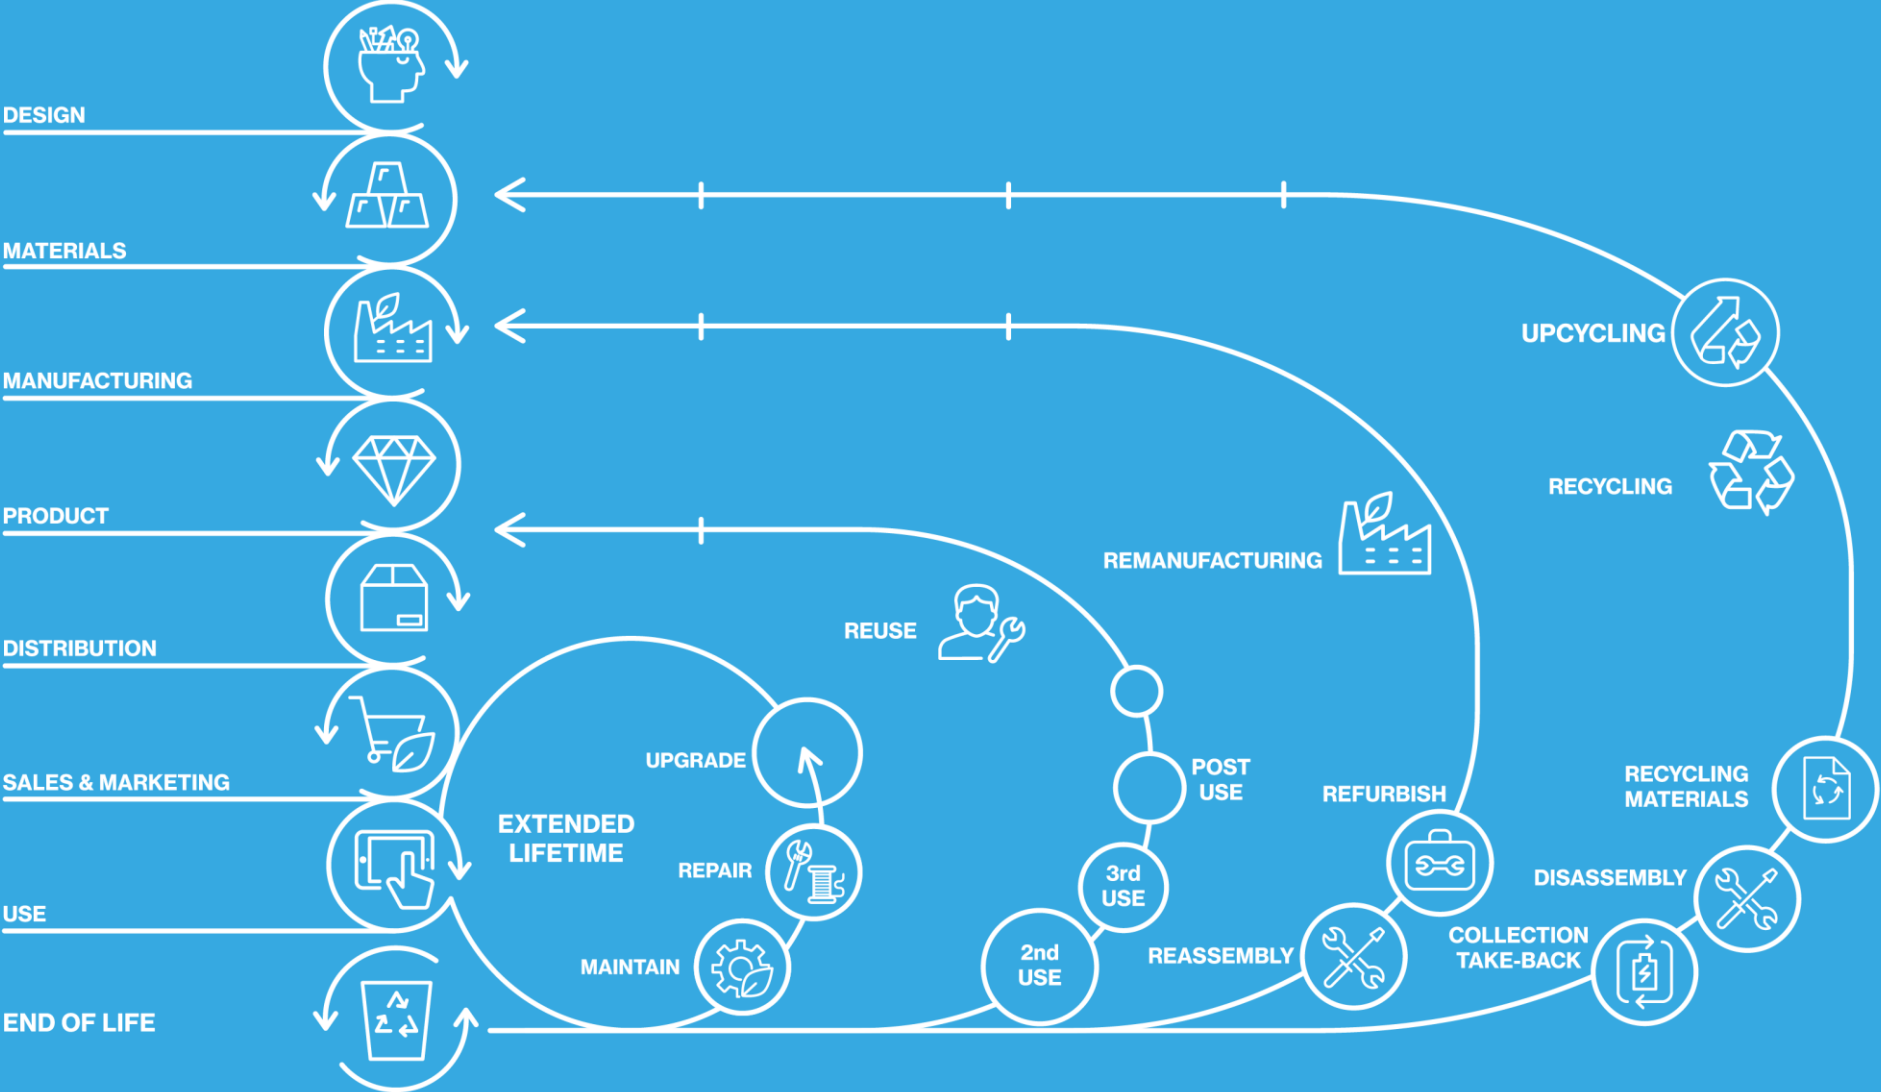 DESIGN
MATERIALS
MANUFACTURING
PRODUCT
DISTRIBUTION
SALES & MARKETING
USE
END OF LIFE
EXTENDED
LIFETIME
UPGRADE
REPAIR
MAINTAIN
REUSE
POST
USE
3rd
USE
2nd
USE
REMANUFACTURING
REFURBISH
REASSEMBLY
UPCYCLING
RECYCLING
RECYCLING
MATERIALS
DISASSEMBLY
COLLECTION
TAKE-BACK